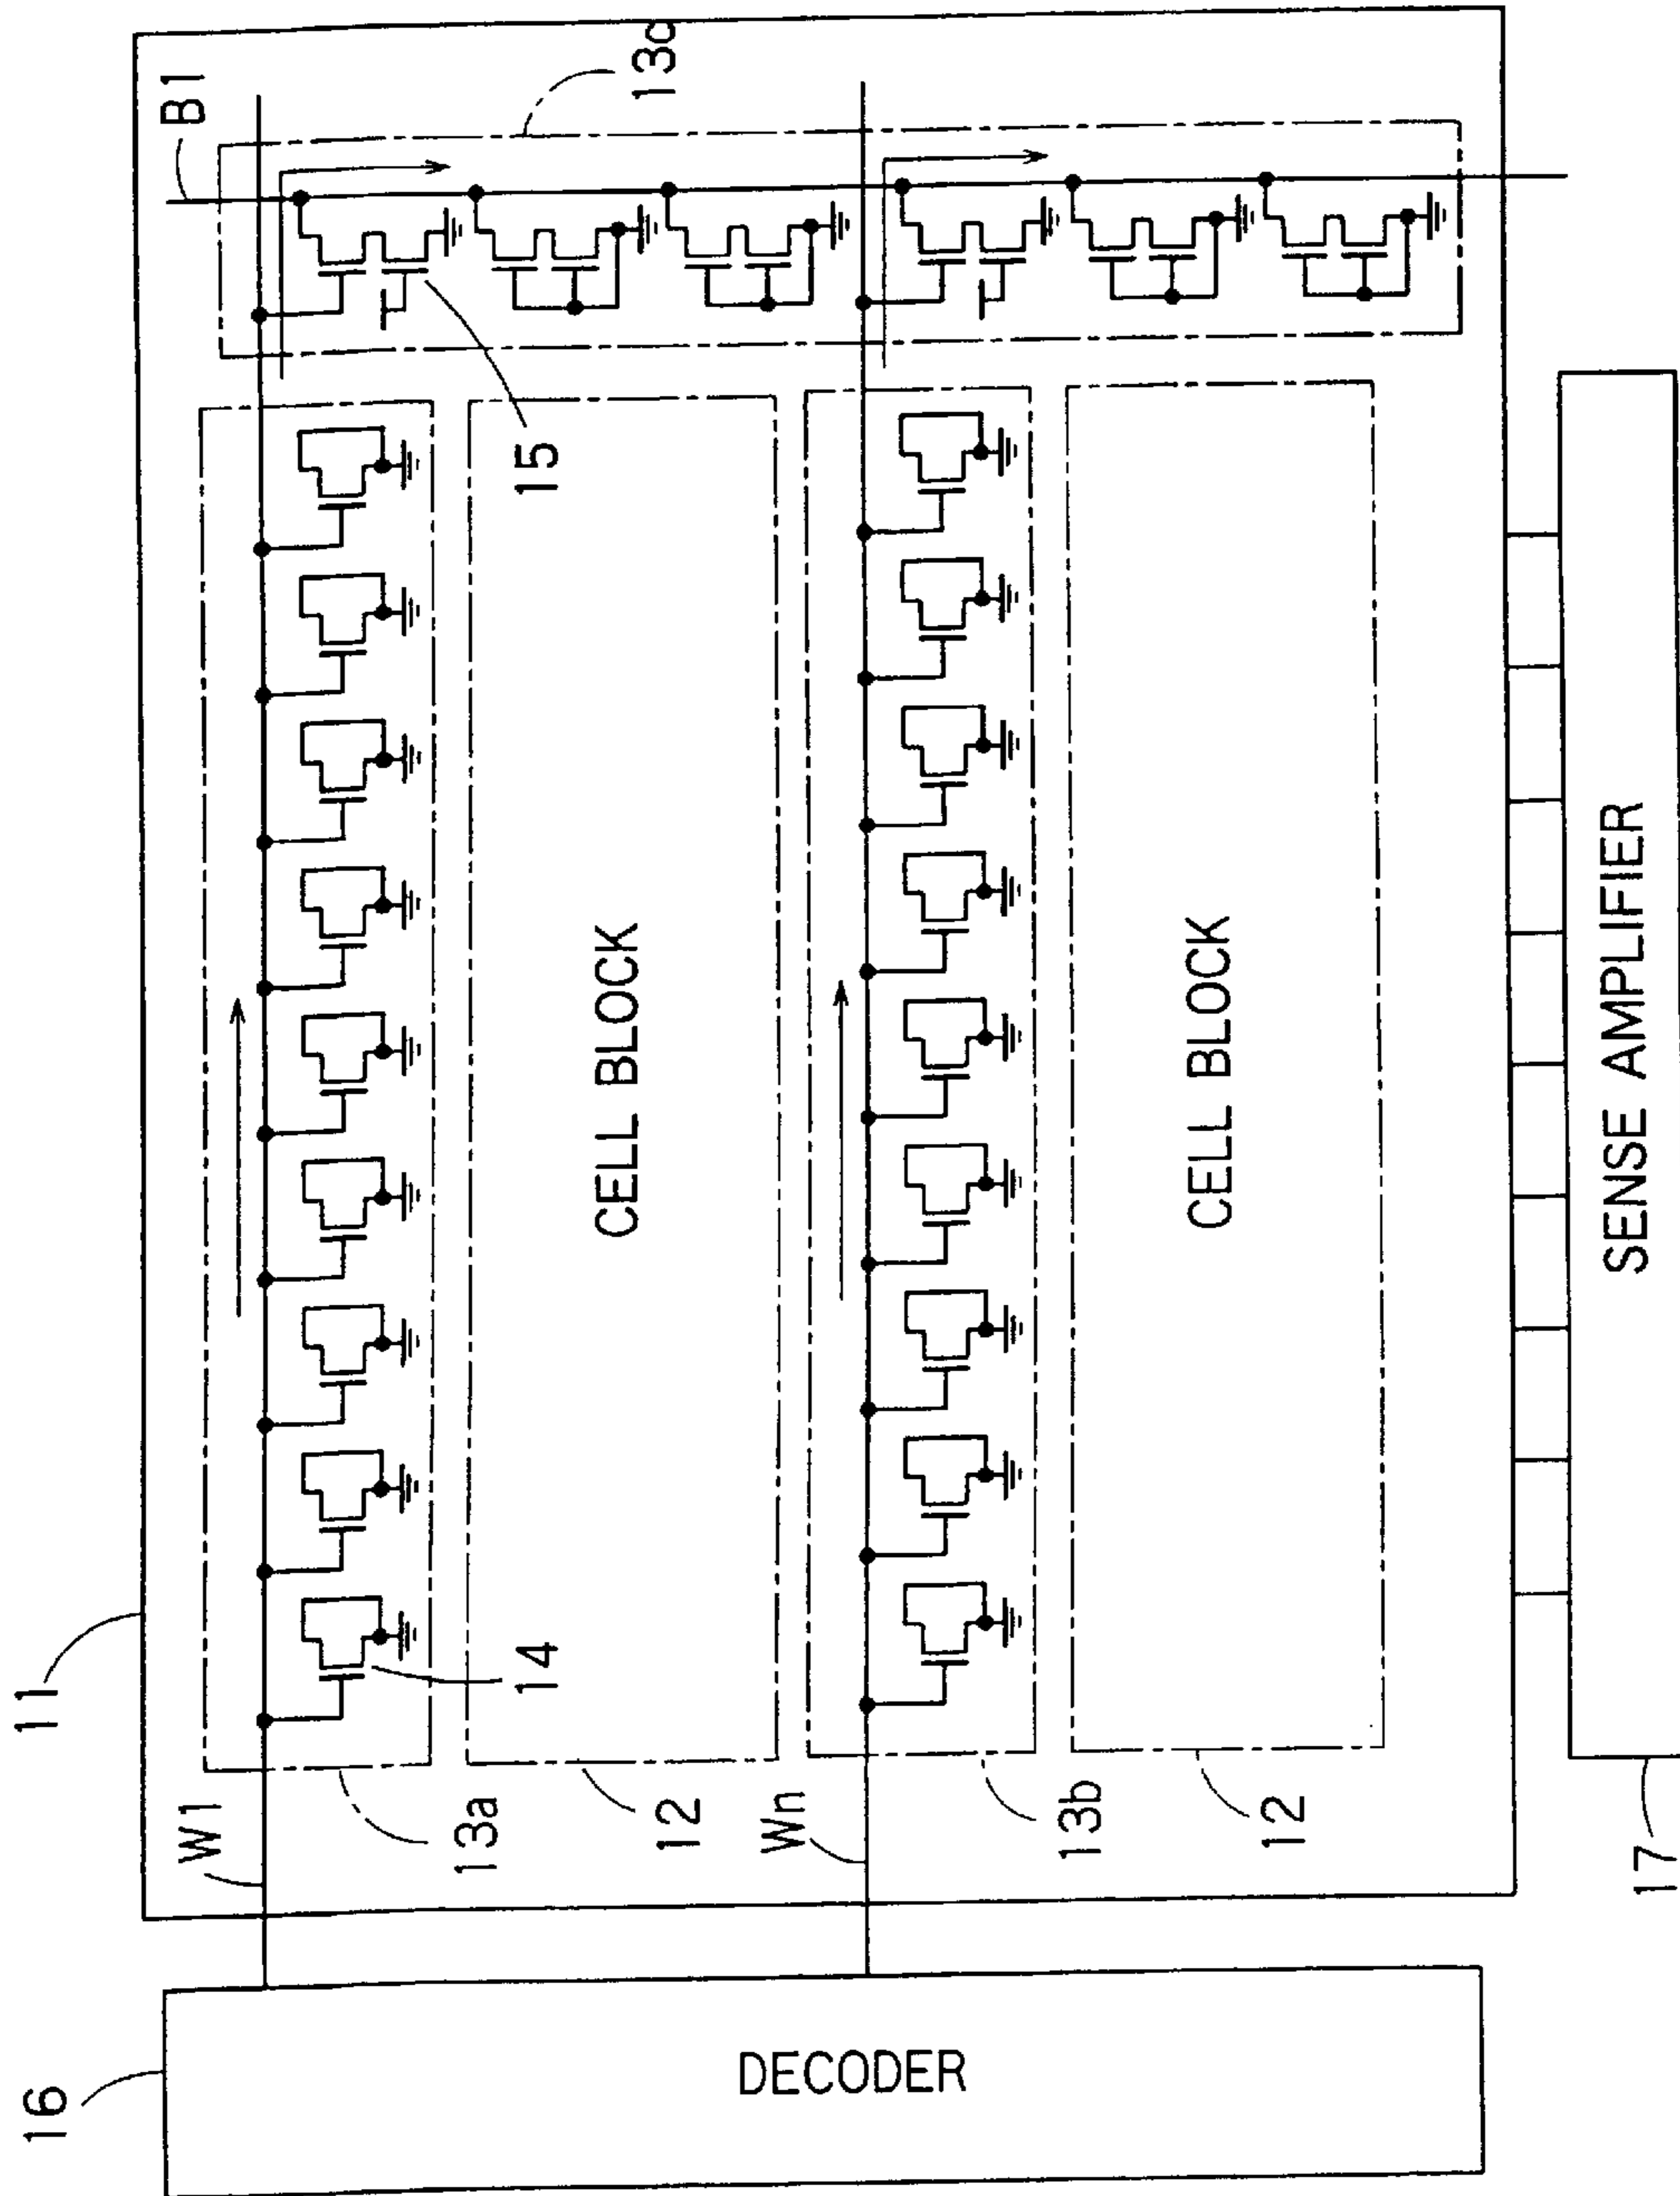 11
16
W1
B1
13a
14
15
13c
12
CELL BLOCK
DECODER
Wn
13b
12
CELL BLOCK
17
SENSE AMPLIFIER